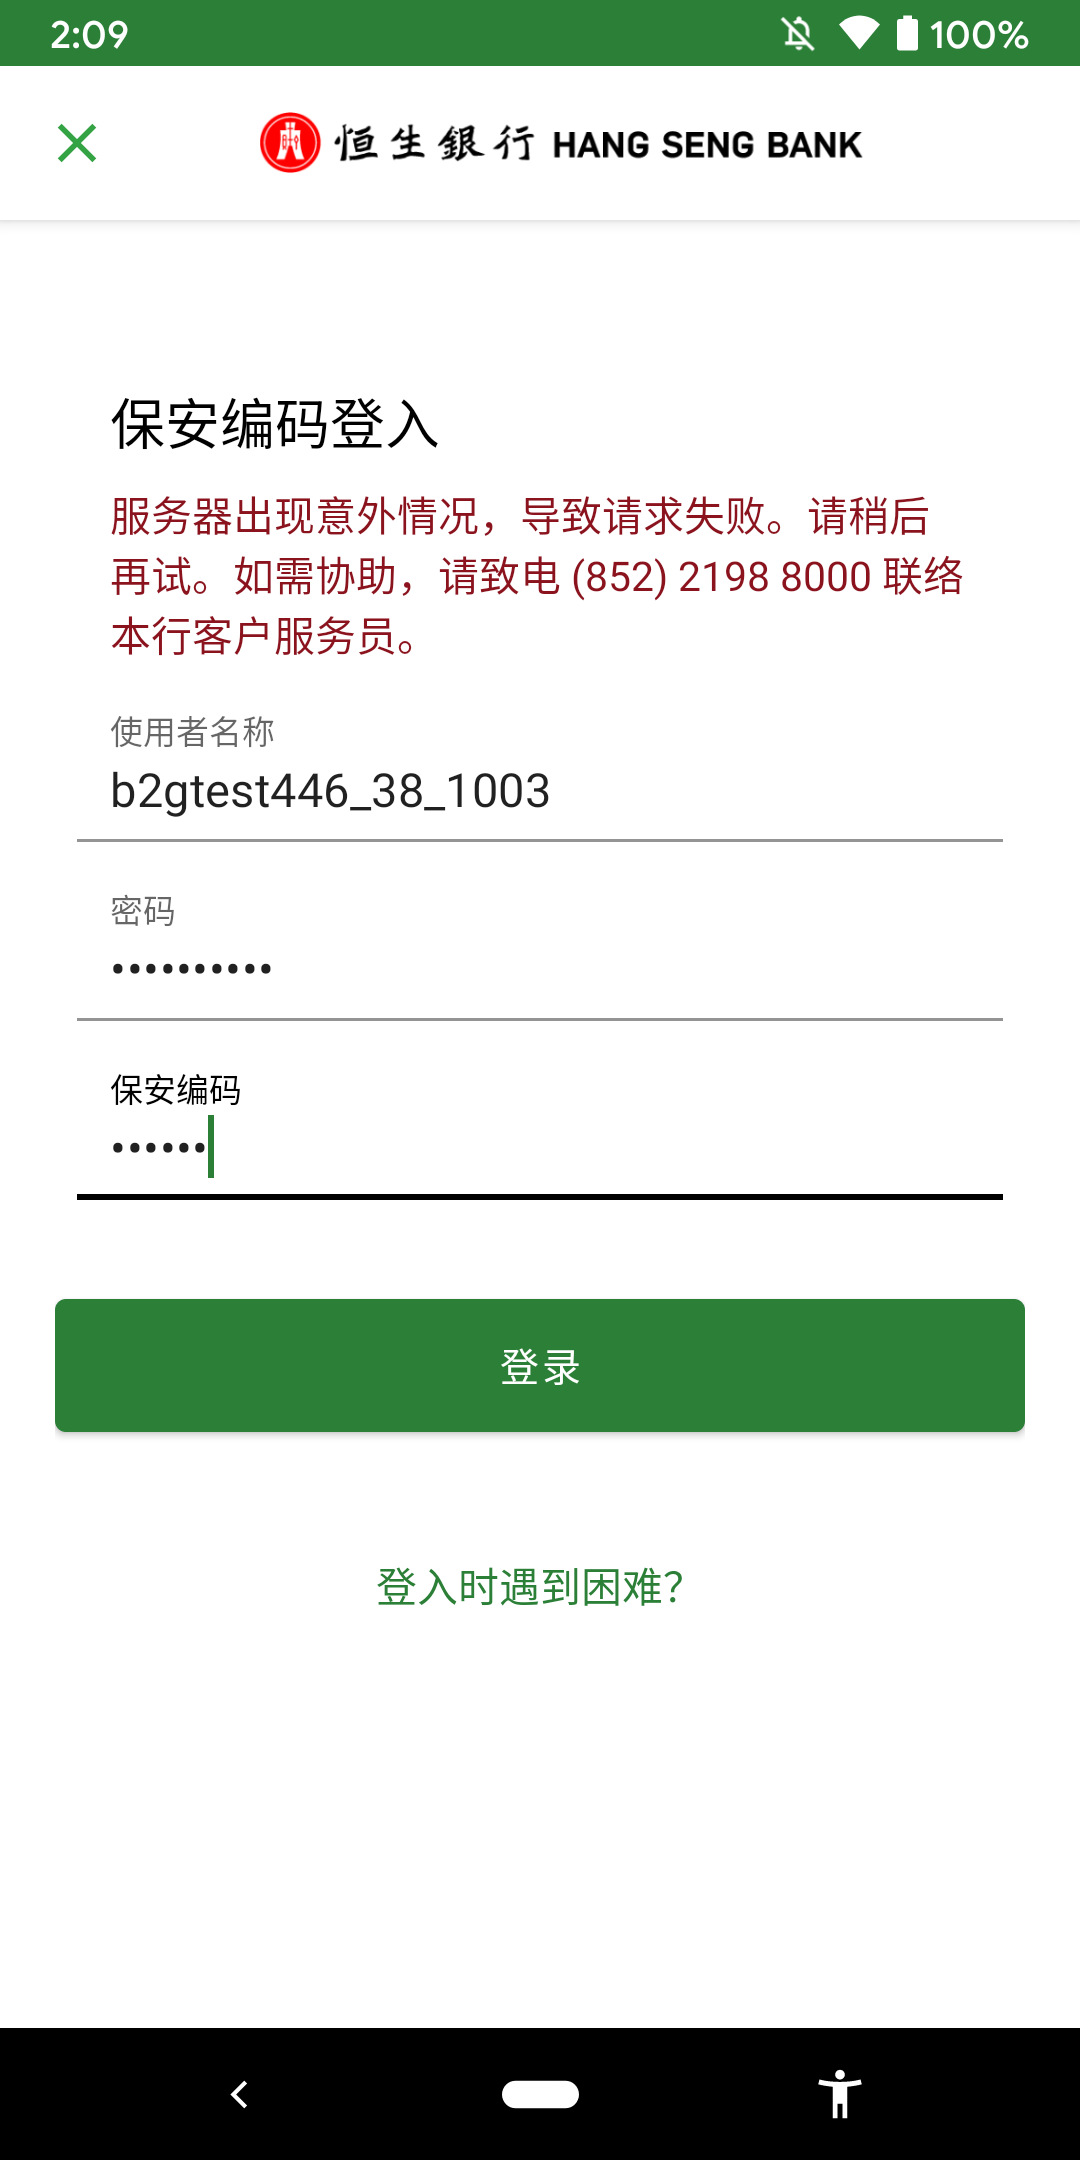 2:09
100%
恒生銀行 HANG SENG BANK
保安编码登入
服务器出现意外情况，导致请求失败。请稍后
再试。如需协助，请致电 (852) 2198 8000 联络
本行客户服务员。
使用者名称
b2gtest446_38_1003
密码
••••••••••
保安编码
••••••
登录
登入时遇到困难?